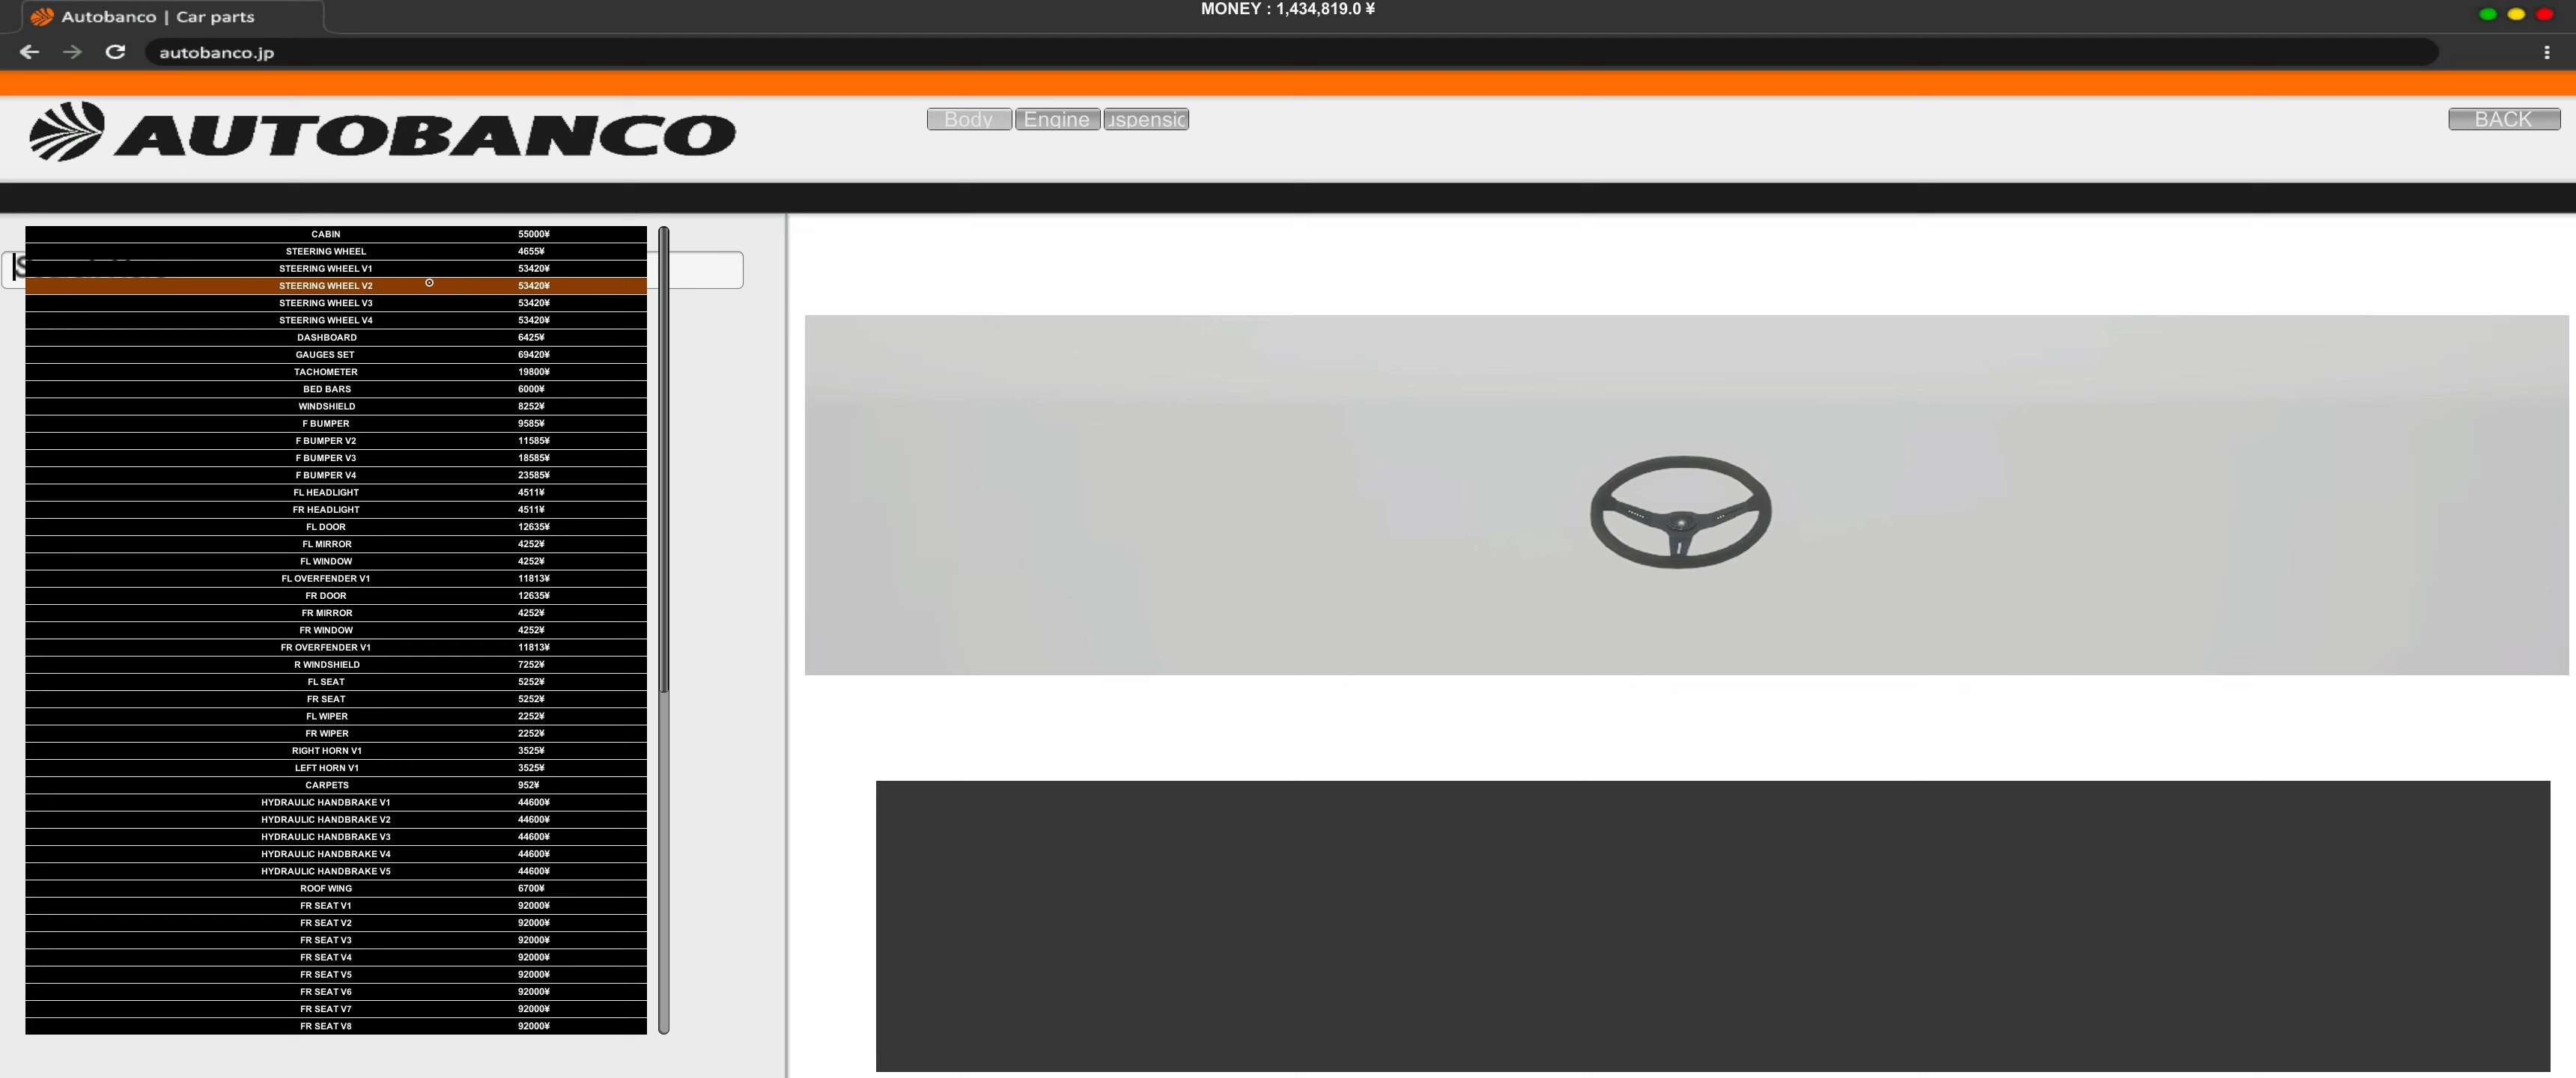 Autobanco | Car parts
MONEY : 1,434,819.0 ¥
autobanco.jp
AUTOBANCO
Body
Engine
uspensic
BACK
CABIN 55000¥
STEERING WHEEL 4655¥
STEERING WHEEL V1 53420¥
STEERING WHEEL V2 53420¥
STEERING WHEEL V3 53420¥
STEERING WHEEL V4 53420¥
DASHBOARD 6425¥
GAUGES SET 69420¥
TACHOMETER 19800¥
BED BARS 6000¥
WINDSHIELD 8252¥
F BUMPER 9585¥
F BUMPER V2 11585¥
F BUMPER V3 18585¥
F BUMPER V4 23585¥
FL HEADLIGHT 4511¥
FR HEADLIGHT 4511¥
FL DOOR 12635¥
FL MIRROR 4252¥
FL WINDOW 4252¥
FL OVERFENDER V1 11813¥
FR DOOR 12635¥
FR MIRROR 4252¥
FR WINDOW 4252¥
FR OVERFENDER V1 11813¥
R WINDSHIELD 7252¥
FL SEAT 5252¥
FR SEAT 5252¥
FL WIPER 2252¥
FR WIPER 2252¥
RIGHT HORN V1 3525¥
LEFT HORN V1 3525¥
CARPETS 952¥
HYDRAULIC HANDBRAKE V1 44600¥
HYDRAULIC HANDBRAKE V2 44600¥
HYDRAULIC HANDBRAKE V3 44600¥
HYDRAULIC HANDBRAKE V4 44600¥
HYDRAULIC HANDBRAKE V5 44600¥
ROOF WING 6700¥
FR SEAT V1 92000¥
FR SEAT V2 92000¥
FR SEAT V3 92000¥
FR SEAT V4 92000¥
FR SEAT V5 92000¥
FR SEAT V6 92000¥
FR SEAT V7 92000¥
FR SEAT V8 92000¥